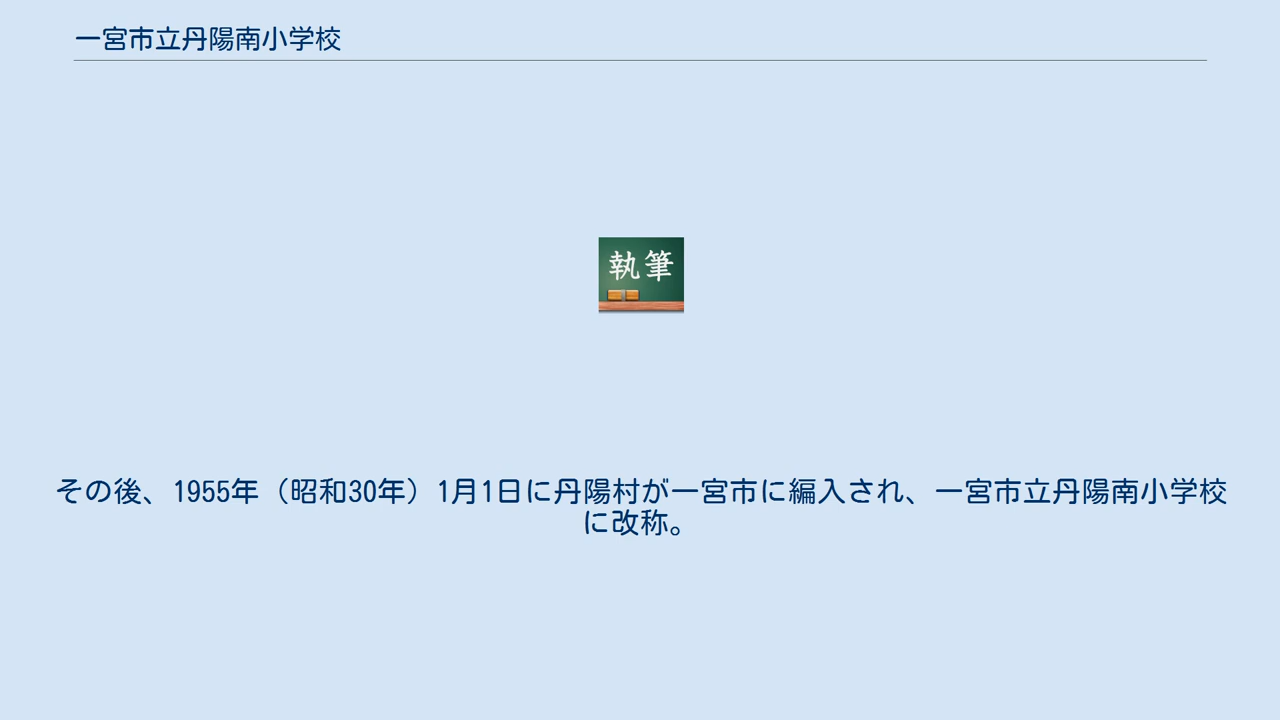 一宮市立丹陽南小学校
執筆
その後、1955年（昭和30年）1月1日に丹陽村が一宮市に編入され、一宮市立丹陽南小学校
に改称。